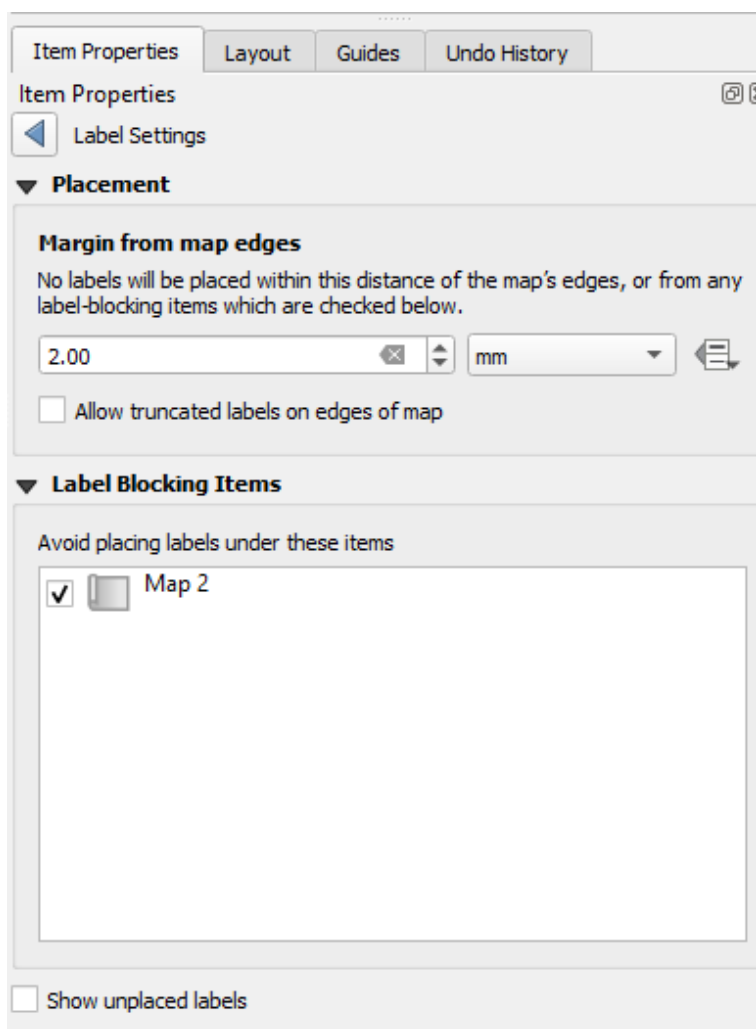 Item Properties Layout Guides Undo History
Item Properties
Label Settings
Placement
Margin from map edges
No labels will be placed within this distance of the map's edges, or from any
label-blocking items which are checked below.
2.00 mm
Allow truncated labels on edges of map
Label Blocking Items
Avoid placing labels under these items
Map 2
Show unplaced labels